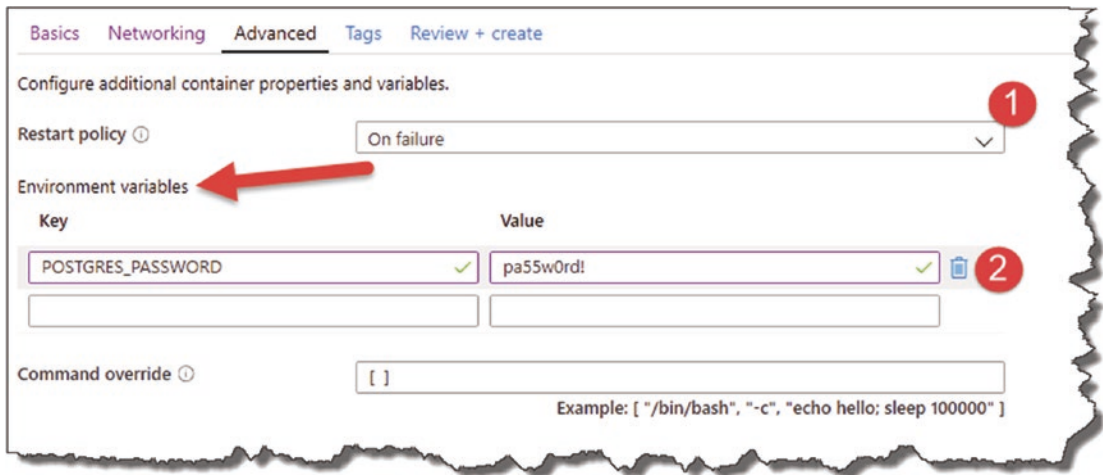 Basics Networking Advanced Tags Review + create
Configure additional container properties and variables.
1
Restart policy On failure
Environment variables
Key Value
POSTGRES_PASSWORD pa55w0rd!
2
Command override [ ]
Example: [ "/bin/bash", "-c", "echo hello; sleep 100000" ]